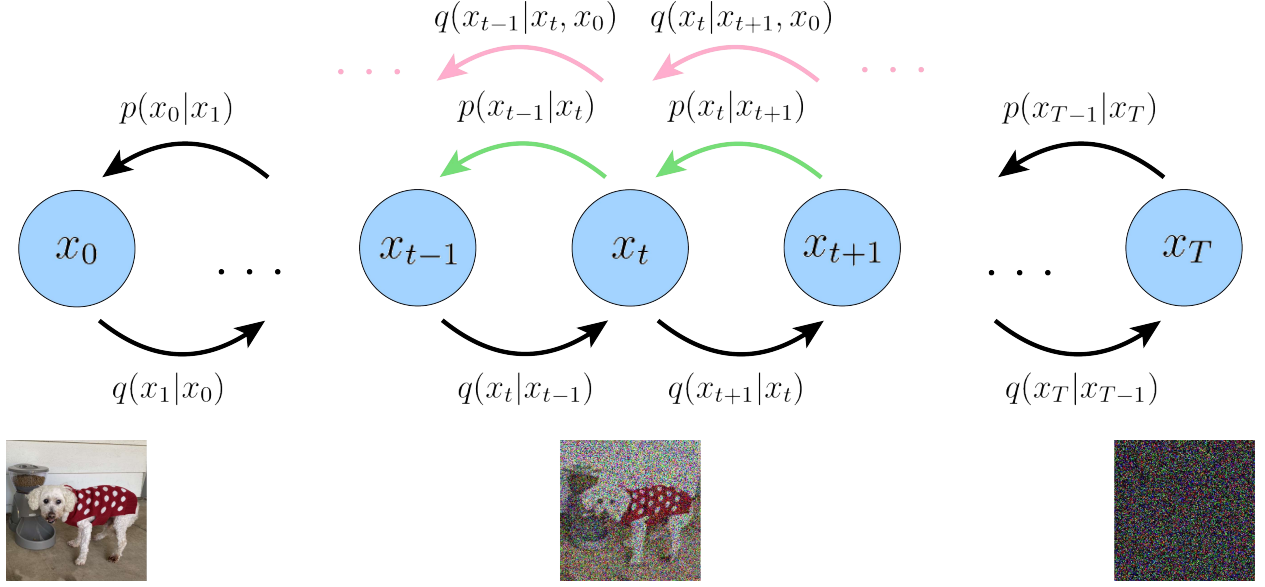 q(x_{t−1}|x_t, x_0) q(x_t|x_{t+1}, x_0)
. . . . . .
p(x_0|x_1) p(x_{t−1}|x_t) p(x_t|x_{t+1}) p(x_{T−1}|x_T)
x_0 . . . x_{t−1} x_t x_{t+1} . . . x_T
q(x_1|x_0) q(x_t|x_{t−1}) q(x_{t+1}|x_t) q(x_T|x_{T−1})